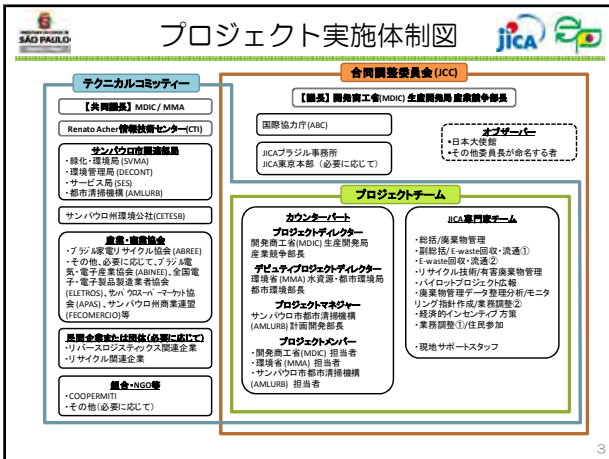 SÃO PAULO
プロジェクト実施体制図
jICA
テクニカルコミッティー
【共同議長】MDIC / MMA
Renato Acher情報技術センター(CTI)
サンパウロ市関連部局
・緑化・環境局(SVMA)
・環境管理局(DECONT)
・サービス局(SES)
・都市清掃機構(AMLURB)
サンパウロ州環境公社(CETESB)
産業・商業協会
・ブラジル家電リサイクル協会(ABREE)
・その他、必要に応じて、ブラジル電
気・電子産業協会(ABINEE)、全国電
子・電子製品製造者協会
(ELETROS)、サンパウロスーパーマーケット協
会(APAS)、サンパウロ州商業連盟
(FECOMERCIO)等
民間企業または団体(必要に応じて)
・リバースロジスティックス関連企業
・リサイクル関連企業
組合・NGO等
・COOPERMITI
・その他(必要に応じて)
合同調整委員会(JCC)
【議長】開発商工省(MDIC) 生産開発局 産業競争部長
国際協力庁(ABC)
JICAブラジル事務所
JICA東京本部（必要に応じて）
オブザーバー
・日本大使館
・その他委員長が命名する者
プロジェクトチーム
カウンターパート
プロジェクトディレクター
開発商工省(MDIC) 生産開発局
産業競争部長
デピュティプロジェクトディレクター
環境省(MMA) 水資源・都市環境局
都市環境部長
プロジェクトマネジャー
サンパウロ市都市清掃機構
(AMLURB) 計画開発部長
プロジェクトメンバー
・開発商工省(MDIC) 担当者
・環境省(MMA) 担当者
・サンパウロ市都市清掃機構
(AMLURB) 担当者
JICA専門家チーム
・総括/廃棄物管理
・副総括/E-waste回収・流通①
・E-waste回収・流通②
・リサイクル技術/有害廃棄物管理
・パイロットプロジェクト広報
・廃棄物管理データ整理分析/モニタ
リング指針作成/業務調整②
・経済的インセンティブ方策
・業務調整①/住民参加
・現地サポートスタッフ
3